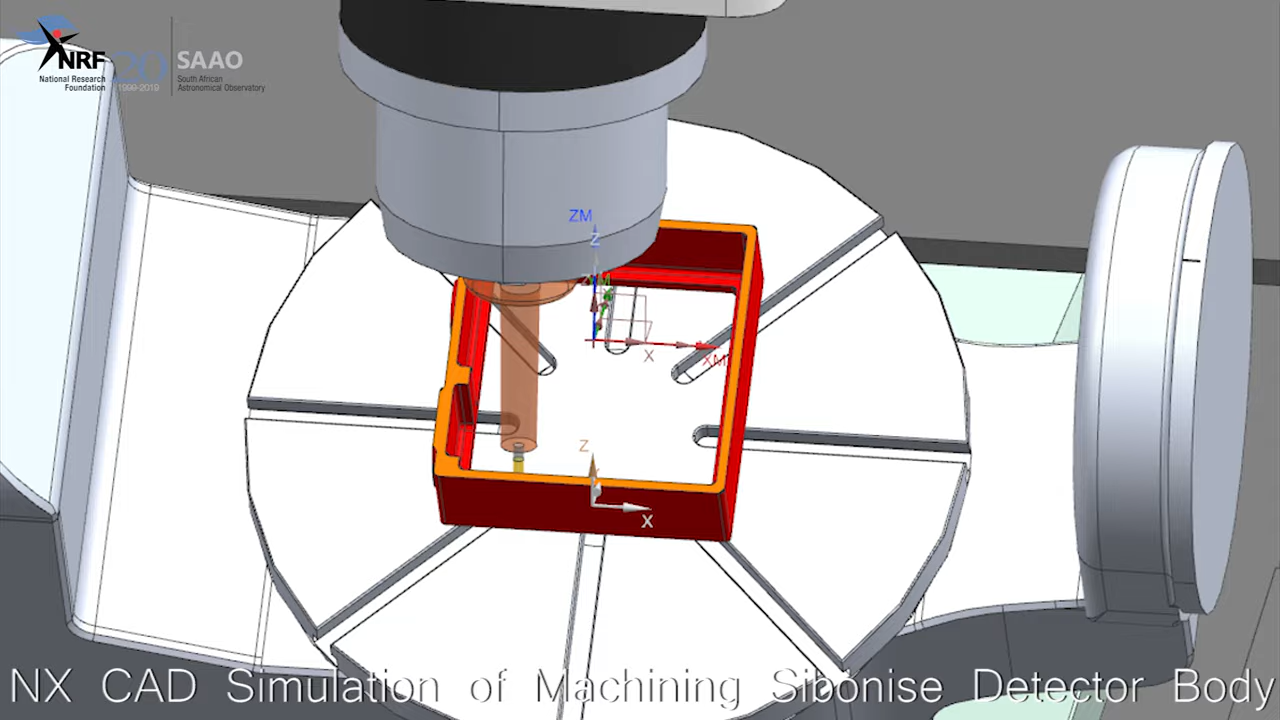 NRF
National Research
Foundation
20
1999-2019
SAAO
South African
Astronomical Observatory
ZM
Z
X
XM
Z
X
NX CAD Simulation of Machining Sibonise Detector Body